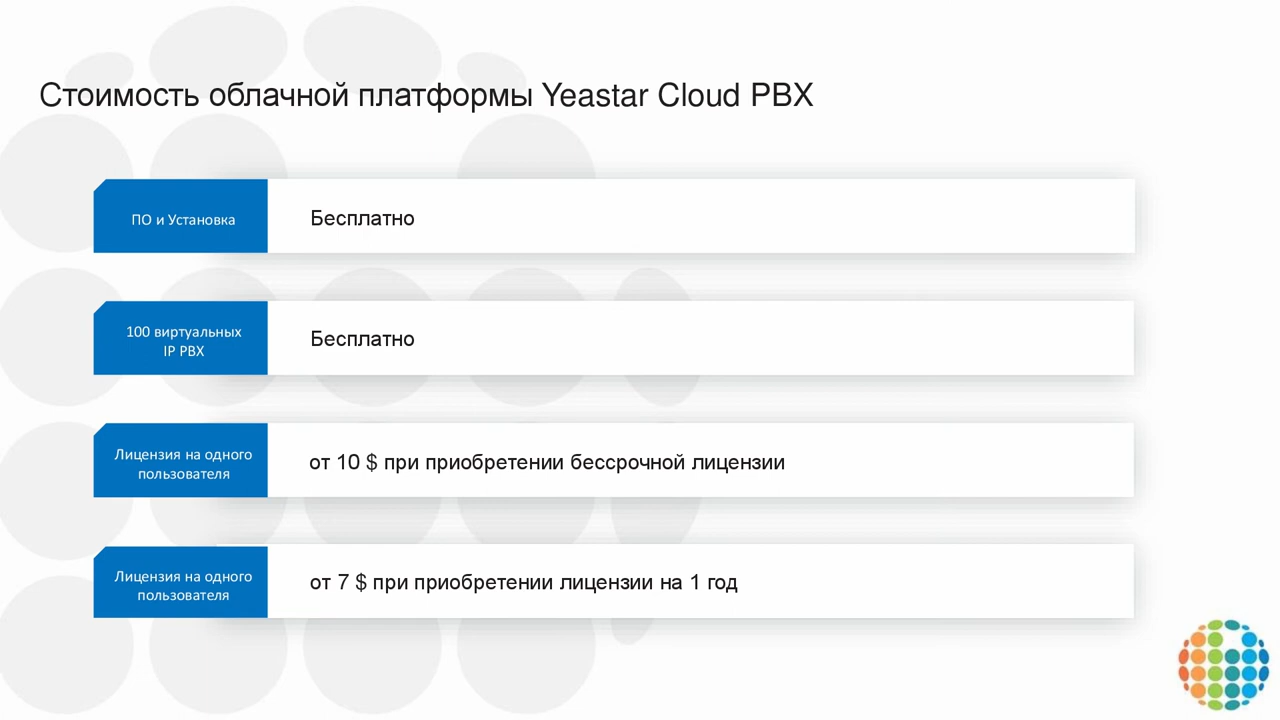 Стоимость облачной платформы Yeastar Cloud PBX
ПО и Установка
Бесплатно
100 виртуальных
IP PBX
Бесплатно
Лицензия на одного
пользователя
от 10 $ при приобретении бессрочной лицензии
Лицензия на одного
пользователя
от 7 $ при приобретении лицензии на 1 год